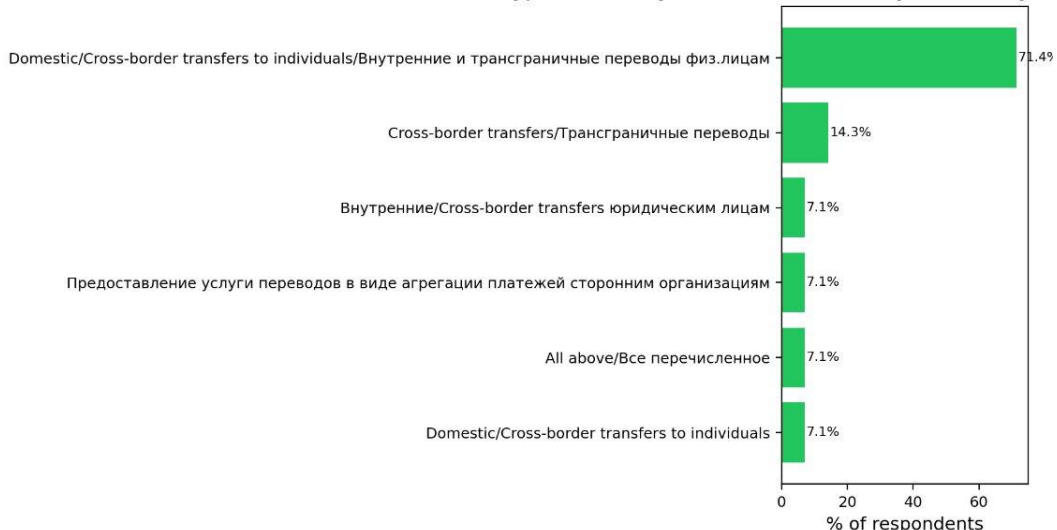 Domestic/Cross-border transfers to individuals/Внутренние и трансграничные переводы физ.лицам
71.4%
Cross-border transfers/Трансграничные переводы
14.3%
Внутренние/Cross-border transfers юридическим лицам
7.1%
Предоставление услуги переводов в виде агрегации платежей сторонним организациям
7.1%
All above/Все перечисленное
7.1%
Domestic/Cross-border transfers to individuals
7.1%
0 20 40 60
% of respondents